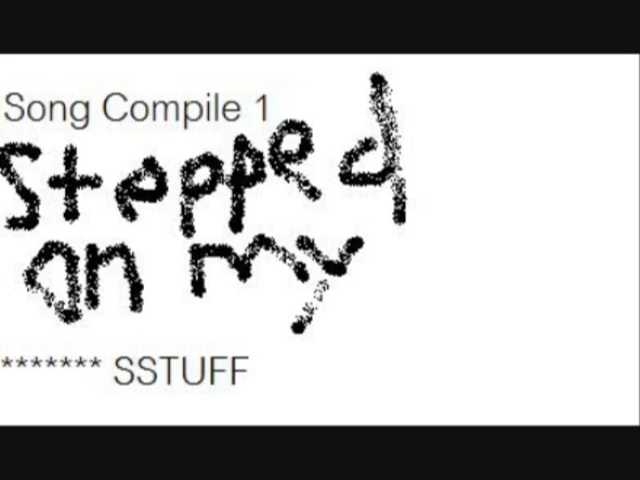 Song Compile 1
stepped
on my
******* SSTUFF